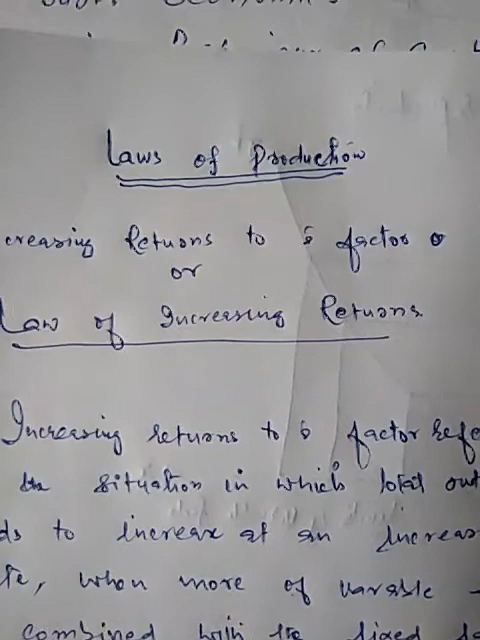 Laws of Production
creasing Returns to a factor
or
Law of Increasing Returns
Increasing returns to a factor refe
situation in which total out
ds to increase at an increas
te, when more of variable
combined with the fixed fa